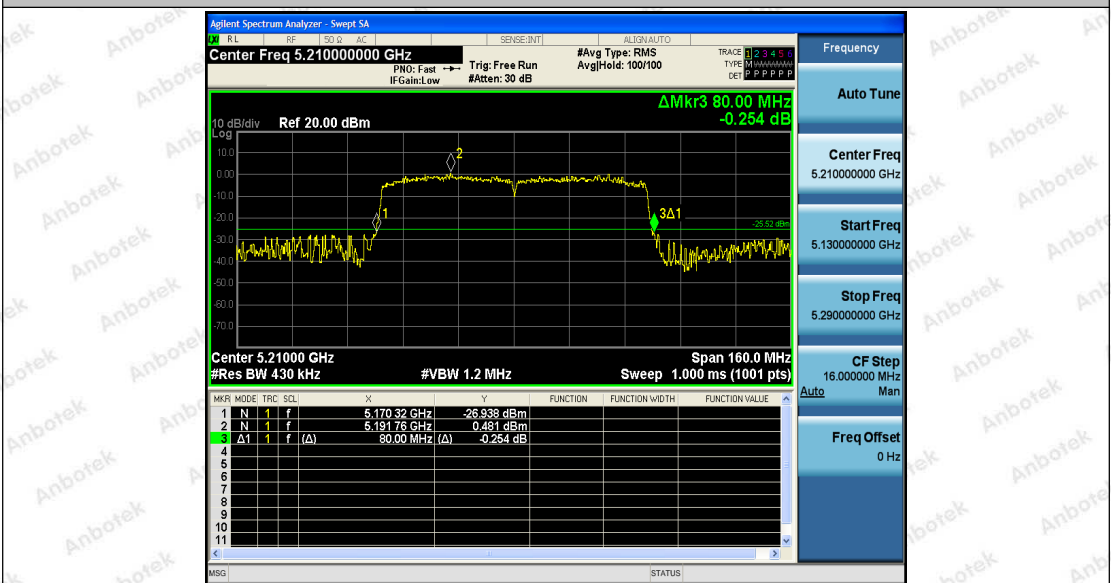 Agilent Spectrum Analyzer - Swept SA
RL RF 50 Ω AC SENSE:INT ALIGNAUTO
Center Freq 5.210000000 GHz
PNO: Fast
IFGain:Low
Trig: Free Run
#Atten: 30 dB
#Avg Type: RMS
Avg|Hold: 100/100
TRACE 1 2 3 4 5 6
TYPE M
DET P P P P P P
Frequency
Auto Tune
Center Freq
5.210000000 GHz
Start Freq
5.130000000 GHz
Stop Freq
5.290000000 GHz
CF Step
16.000000 MHz
Auto Man
Freq Offset
0 Hz
ΔMkr3 80.00 MHz
-0.254 dB
10 dB/div Ref 20.00 dBm
Log
10.0
0.00
-10.0
-20.0
-30.0
-40.0
-50.0
-60.0
-70.0
2
1
3Δ1
-25.52 dBm
Center 5.21000 GHz Span 160.0 MHz
#Res BW 430 kHz #VBW 1.2 MHz Sweep 1.000 ms (1001 pts)
MKR MODE TRC SCL X Y FUNCTION FUNCTION WIDTH FUNCTION VALUE
1 N 1 f 5.170 32 GHz -26.938 dBm
2 N 1 f 5.191 76 GHz 0.481 dBm
3 Δ1 1 f (Δ) 80.00 MHz (Δ) -0.254 dB
4
5
6
7
8
9
10
11
MSG STATUS
Anbotek